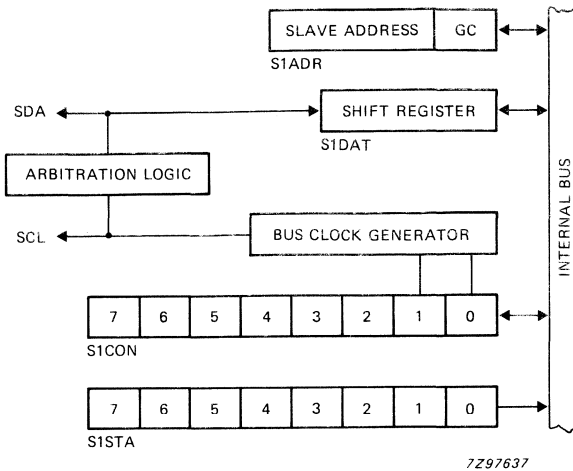 SLAVE ADDRESS GC
S1ADR
SDA
SHIFT REGISTER
S1DAT
ARBITRATION LOGIC
SCL
BUS CLOCK GENERATOR
INTERNAL BUS
7 6 5 4 3 2 1 0
S1CON
7 6 5 4 3 2 1 0
S1STA
7Z97637